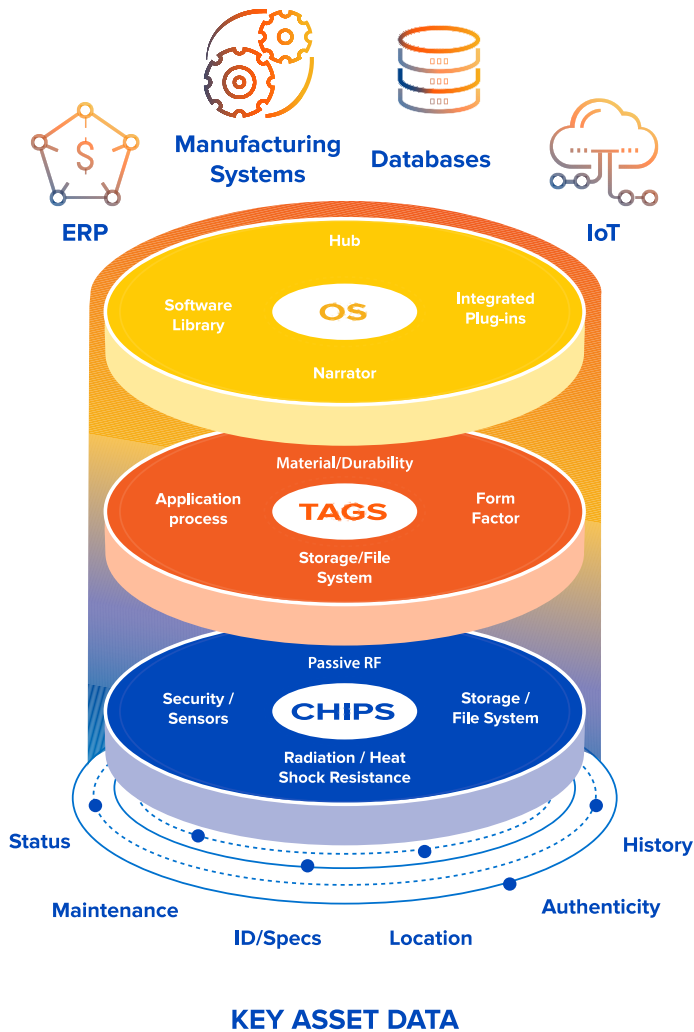 Manufacturing
Systems
Databases
ERP
$
IoT
Hub
Software
Library
OS
Integrated
Plug-ins
Narrator
Material/Durability
Application
process
TAGS
Form
Factor
Storage/File
System
Passive RF
Security /
Sensors
CHIPS
Storage /
File System
Radiation / Heat
Shock Resistance
Status
History
Maintenance
Authenticity
ID/Specs
Location
KEY ASSET DATA